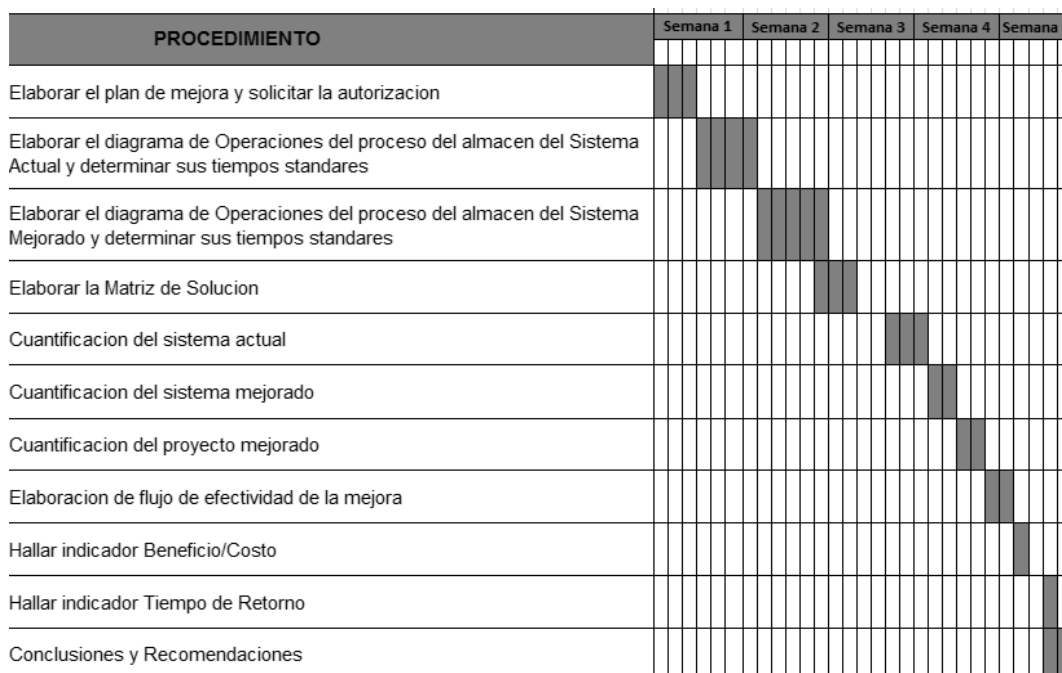 PROCEDIMIENTO
Semana 1
Semana 2
Semana 3
Semana 4
Semana
Elaborar el plan de mejora y solicitar la autorizacion
Elaborar el diagrama de Operaciones del proceso del almacen del Sistema
Actual y determinar sus tiempos standares
Elaborar el diagrama de Operaciones del proceso del almacen del Sistema
Mejorado y determinar sus tiempos standares
Elaborar la Matriz de Solucion
Cuantificacion del sistema actual
Cuantificacion del sistema mejorado
Cuantificacion del proyecto mejorado
Elaboracion de flujo de efectividad de la mejora
Hallar indicador Beneficio/Costo
Hallar indicador Tiempo de Retorno
Conclusiones y Recomendaciones